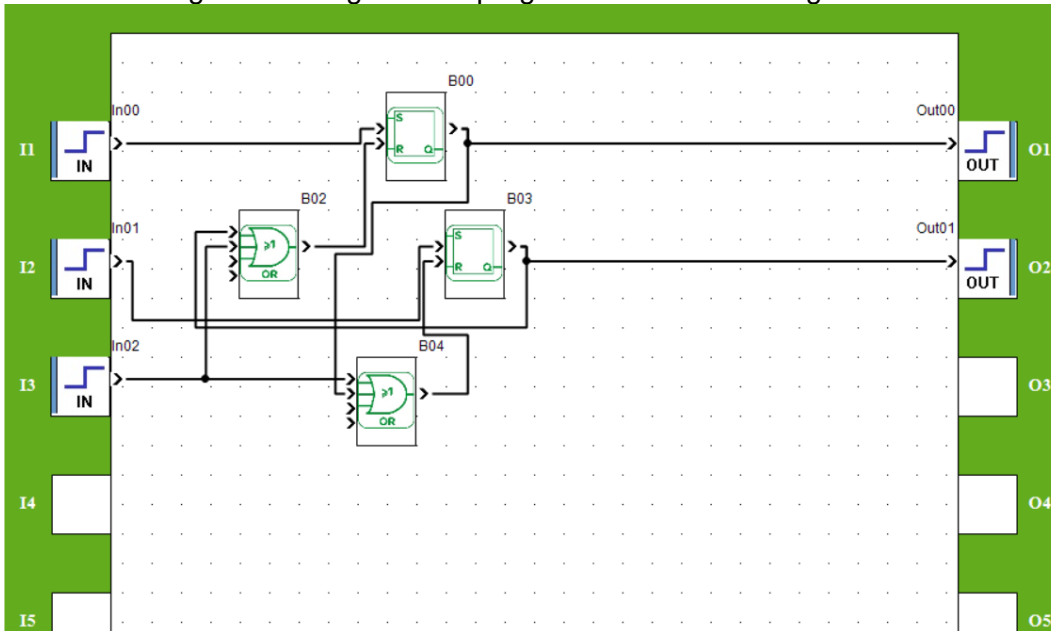 B00
S
R Q
In00
Out00
I1
IN
OUT
O1
B02
B03
≥1
OR
S
R Q
In01
Out01
I2
IN
OUT
O2
In02
B04
I3
IN
≥1
OR
O3
I4
O4
I5
O5